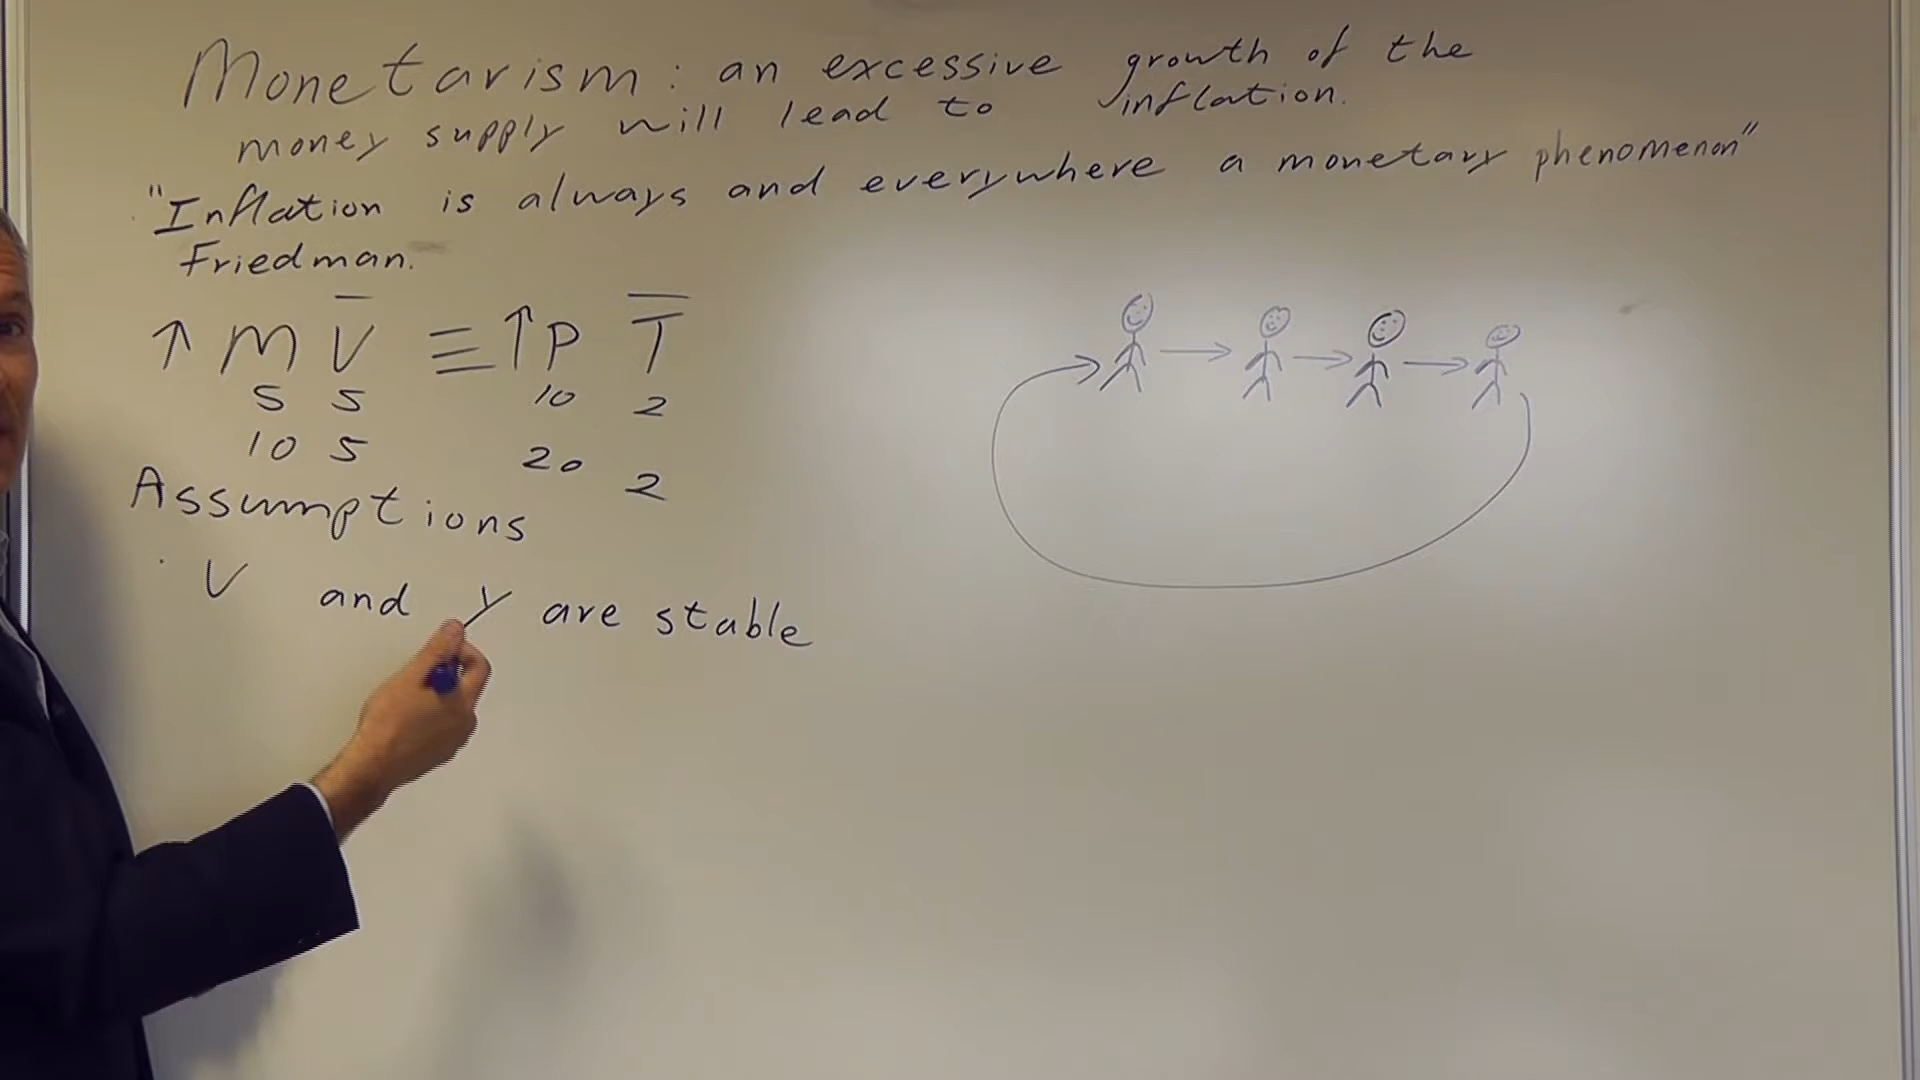 Monetarism: an excessive growth of the
money supply will lead to inflation.
"Inflation is always and everywhere a monetary phenomenon"
Friedman.
↑ M V̅ ≡ ↑ P T̅
5 5 10 2
10 5 20 2
Assumptions
· V and Y are stable